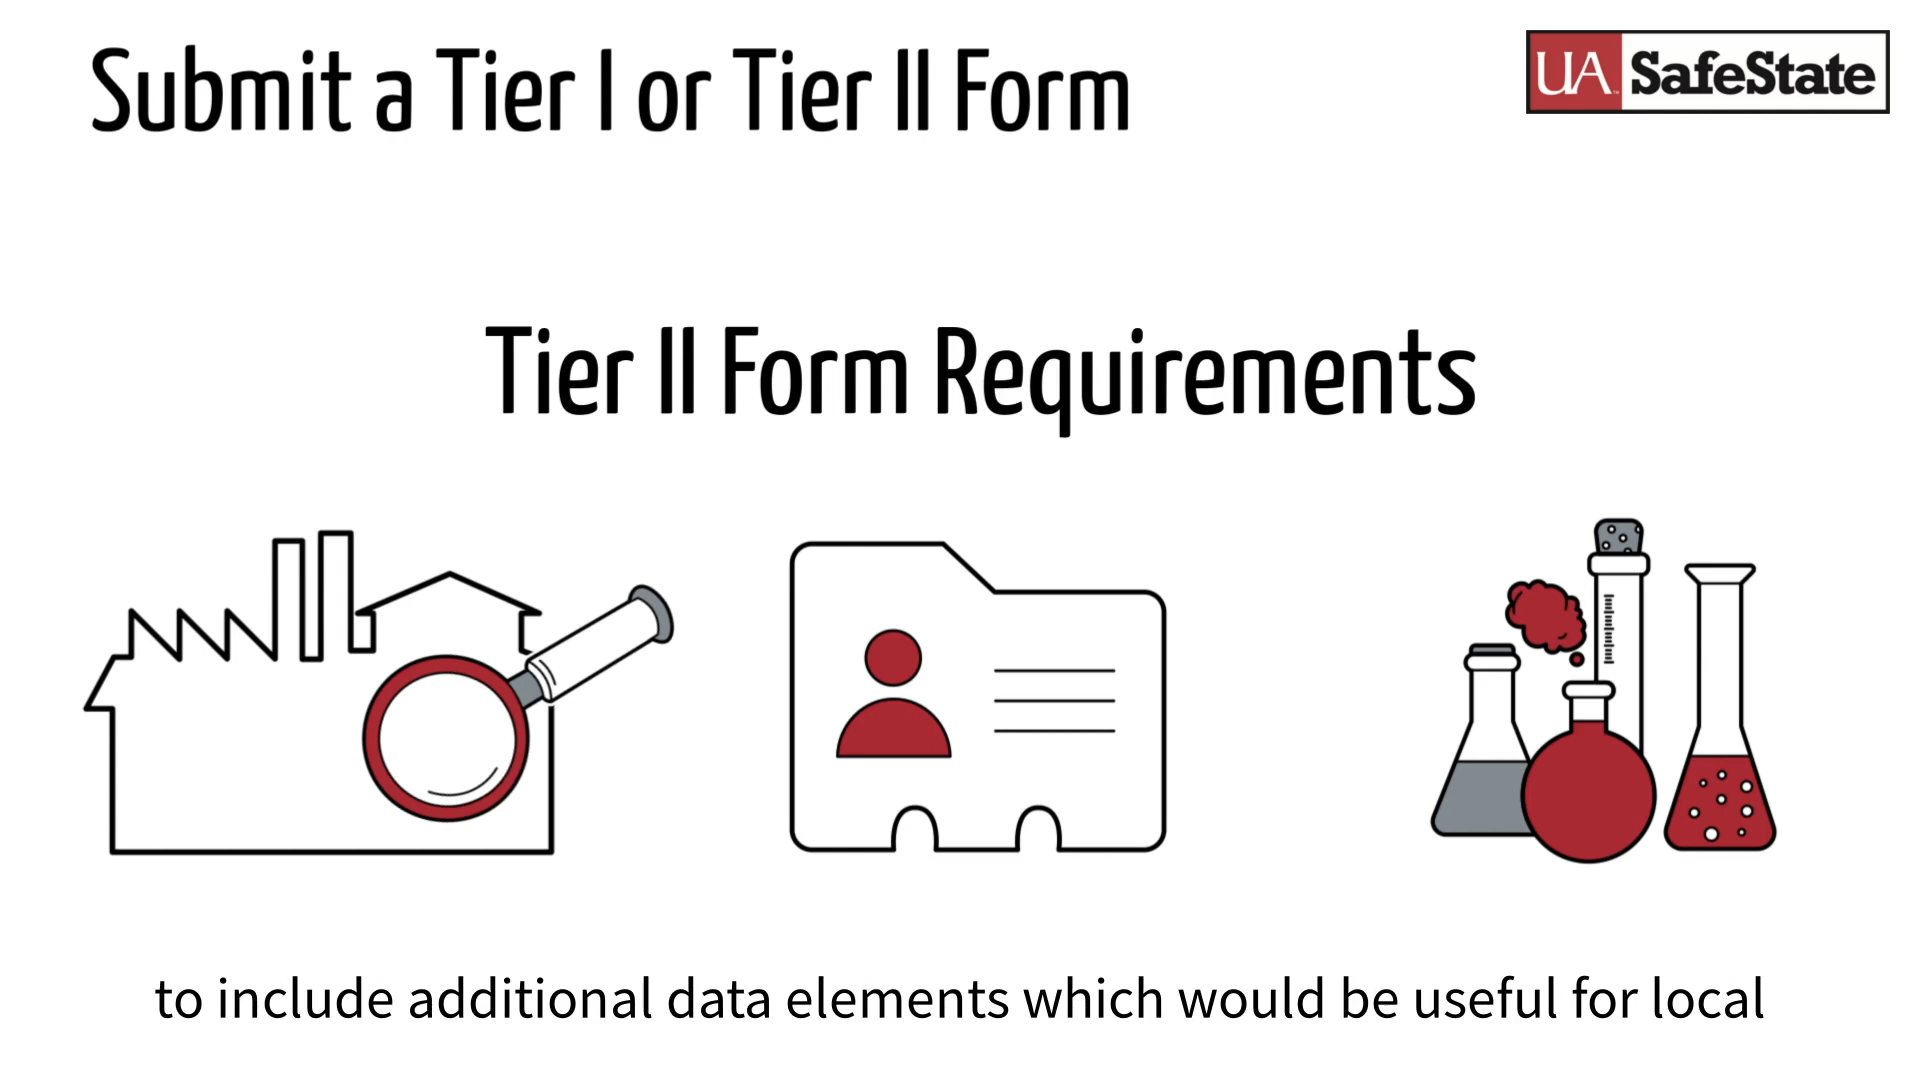 Submit a Tier I or Tier II Form
UA SafeState
Tier II Form Requirements
to include additional data elements which would be useful for local